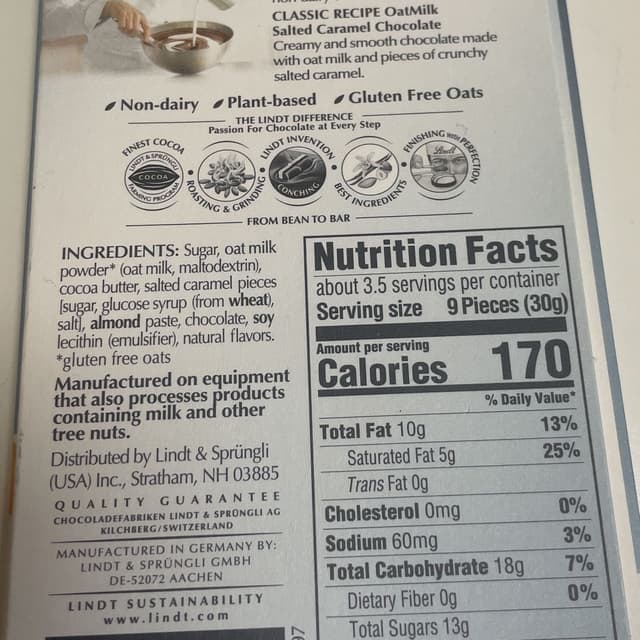 CLASSIC RECIPE OatMilk
Salted Caramel Chocolate
Creamy and smooth chocolate made
with oat milk and pieces of crunchy
salted caramel.
Non-dairy Plant-based Gluten Free Oats
THE LINDT DIFFERENCE
Passion For Chocolate at Every Step
FINEST COCOA
LINDT & SPRÜNGLI
COCOA
FARMING PROGRAM
ROASTING & GRINDING
LINDT INVENTION
CONCHING
BEST INGREDIENTS
FINISHING WITH PERFECTION
Lindt
FROM BEAN TO BAR
INGREDIENTS: Sugar, oat milk
powder* (oat milk, maltodextrin),
cocoa butter, salted caramel pieces
[sugar, glucose syrup (from wheat),
salt], almond paste, chocolate, soy
lecithin (emulsifier), natural flavors.
*gluten free oats
Manufactured on equipment
that also processes products
containing milk and other
tree nuts.
Distributed by Lindt & Sprüngli
(USA) Inc., Stratham, NH 03885
QUALITY GUARANTEE
CHOCOLADEFABRIKEN LINDT & SPRÜNGLI AG
KILCHBERG/SWITZERLAND
MANUFACTURED IN GERMANY BY:
LINDT & SPRÜNGLI GMBH
DE-52072 AACHEN
LINDT SUSTAINABILITY
www.lindt.com
Nutrition Facts
about 3.5 servings per container
Serving size 9 Pieces (30g)
Amount per serving
Calories 170
% Daily Value*
Total Fat 10g 13%
Saturated Fat 5g 25%
Trans Fat 0g
Cholesterol 0mg 0%
Sodium 60mg 3%
Total Carbohydrate 18g 7%
Dietary Fiber 0g 0%
Total Sugars 13g